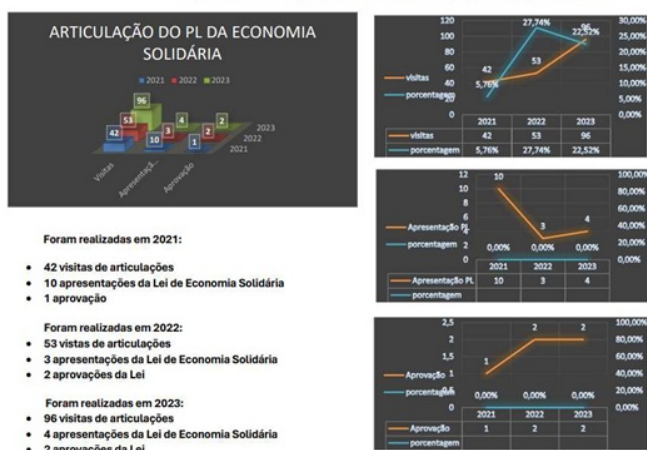 ARTICULAÇÃO DO PL DA ECONOMIA
SOLIDÁRIA
2021 2022 2023
96
53 4 2
42 3 2
10 1
2023
2022
2021
Visitas
Apresentaçã...
Aprovação
Foram realizadas em 2021:
• 42 visitas de articulações
• 10 apresentações da Lei de Economia Solidária
• 1 aprovação
Foram realizadas em 2022:
• 53 vistas de articulações
• 3 apresentações da Lei de Economia Solidária
• 2 aprovações da Lei
Foram realizadas em 2023:
• 96 visitas de articulações
• 4 apresentações da Lei de Economia Solidária
• 2 aprovações da Lei
120
100
80
60
40
20
0
30,00%
25,00%
20,00%
15,00%
10,00%
5,00%
0,00%
42 53 96
5,76% 27,74% 22,52%
visitas
porcentagem
2021 2022 2023
visitas 42 53 96
porcentagem 5,76% 27,74% 22,52%
12
10
8
6
4
2
0
100,00%
80,00%
60,00%
40,00%
20,00%
0,00%
10 3 4
0,00% 0,00% 0,00%
Apresentação PL
porcentagem
2021 2022 2023
Apresentação PL 10 3 4
porcentagem
2,5
2
1,5
1
0,5
0
100,00%
80,00%
60,00%
40,00%
20,00%
0,00%
1 2 2
0,00% 0,00% 0,00%
Aprovação
porcentagem
2021 2022 2023
Aprovação 1 2 2
porcentagem